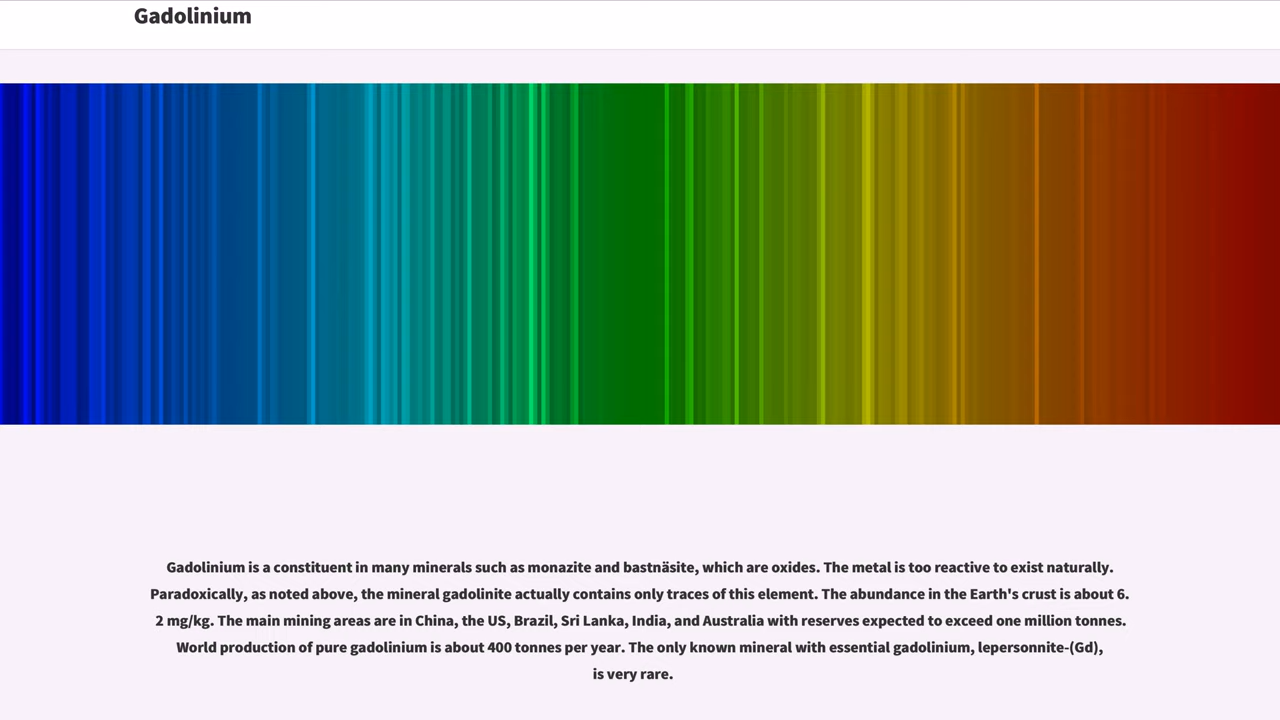 Gadolinium
Gadolinium is a constituent in many minerals such as monazite and bastnäsite, which are oxides. The metal is too reactive to exist naturally.
Paradoxically, as noted above, the mineral gadolinite actually contains only traces of this element. The abundance in the Earth's crust is about 6.
2 mg/kg. The main mining areas are in China, the US, Brazil, Sri Lanka, India, and Australia with reserves expected to exceed one million tonnes.
World production of pure gadolinium is about 400 tonnes per year. The only known mineral with essential gadolinium, lepersonnite-(Gd),
is very rare.